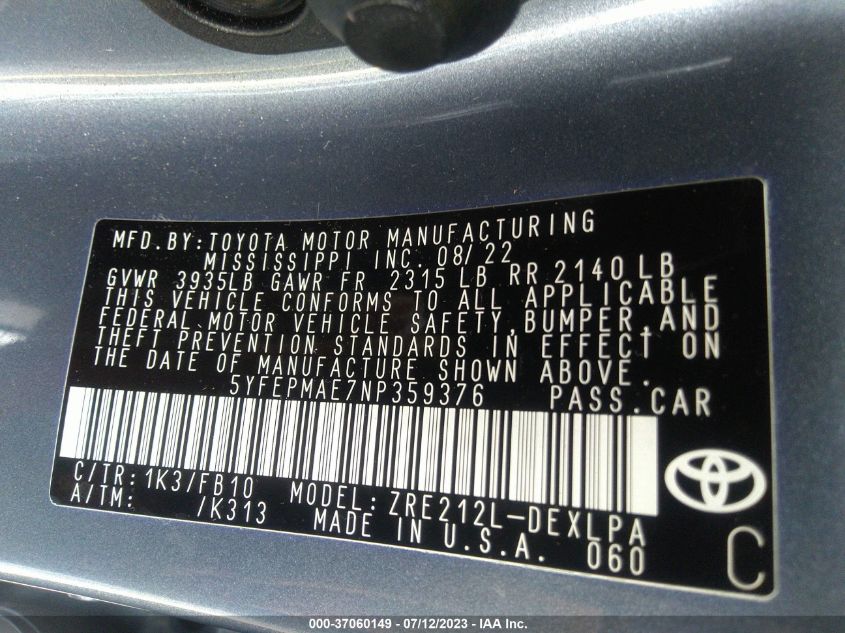 MFD.BY:TOYOTA MOTOR MANUFACTURING
MISSISSIPPI INC. 08/22
GVWR 3935LB GAWR FR 2315 LB RR 2140LB
THIS VEHICLE CONFORMS TO ALL APPLICABLE
FEDERAL MOTOR VEHICLE SAFETY,BUMPER,AND
THEFT PREVENTION STANDARDS IN EFFECT ON
THE DATE OF MANUFACTURE SHOWN ABOVE.
5YFEPMAE7NP359376 PASS.CAR
C/TR:1K3/FB10 MODEL:ZRE212L-DEXLPA
A/TM: /K313 MADE IN U.S.A. 060 C
000-37060149 - 07/12/2023 - IAA Inc.